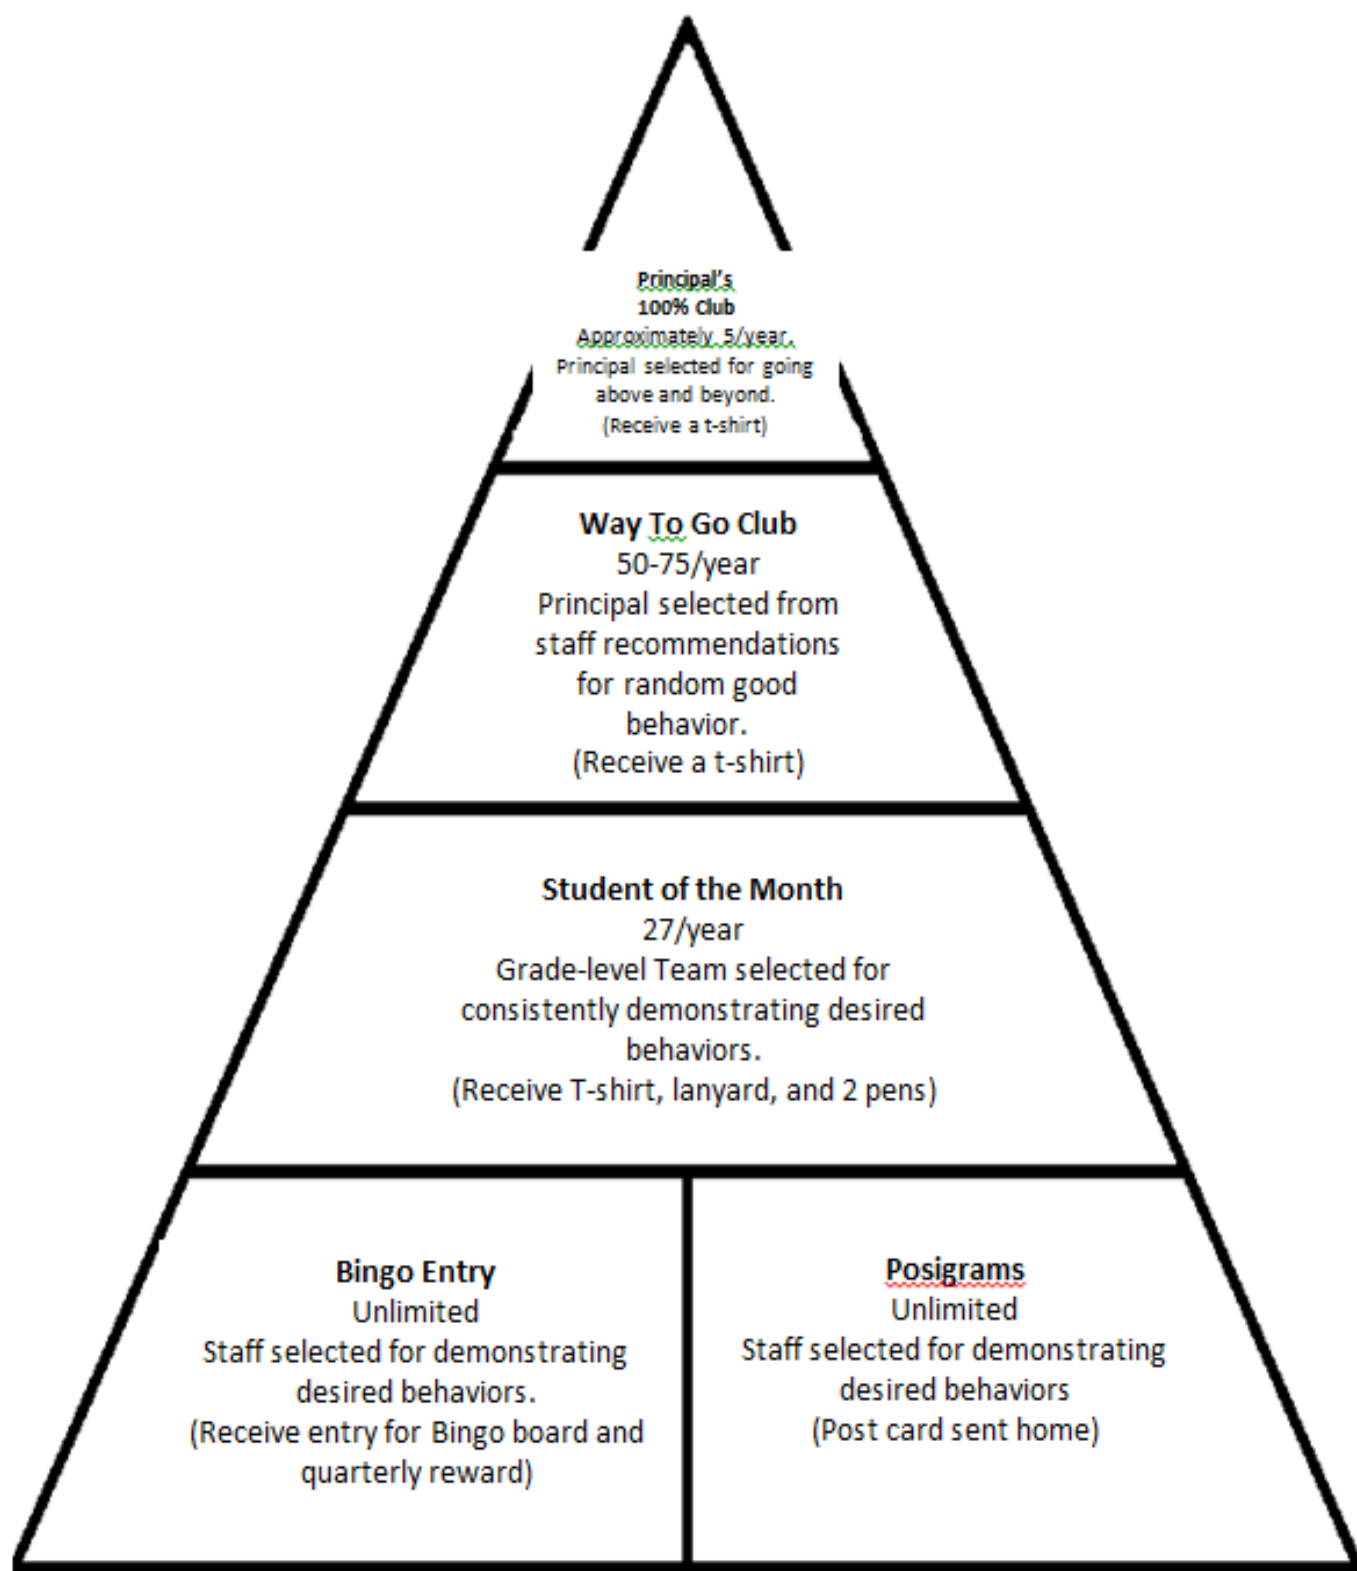 Principal's
100% Club
Approximately 5/year.
Principal selected for going
above and beyond.
(Receive a t-shirt)
Way To Go Club
50-75/year
Principal selected from
staff recommendations
for random good
behavior.
(Receive a t-shirt)
Student of the Month
27/year
Grade-level Team selected for
consistently demonstrating desired
behaviors.
(Receive T-shirt, lanyard, and 2 pens)
Bingo Entry
Unlimited
Staff selected for demonstrating
desired behaviors.
(Receive entry for Bingo board and
quarterly reward)
Posigrams
Unlimited
Staff selected for demonstrating
desired behaviors
(Post card sent home)